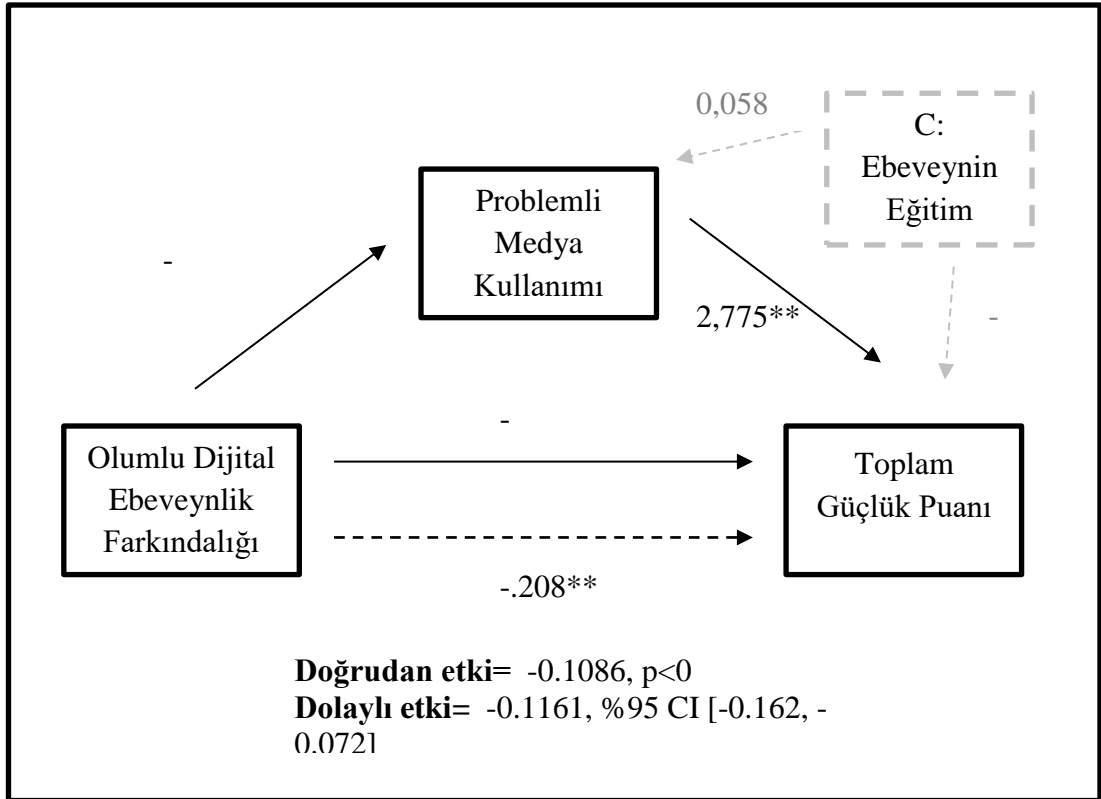 0,058
C:
Ebeveynin
Eğitim
Problemli
Medya
Kullanımı
-
2,775**
-
-
Olumlu Dijital
Ebeveynlik
Farkındalığı
Toplam
Güçlük Puanı
-.208**
Doğrudan etki= -0.1086, p<0
Dolaylı etki= -0.1161, %95 CI [-0.162, -
0.072]